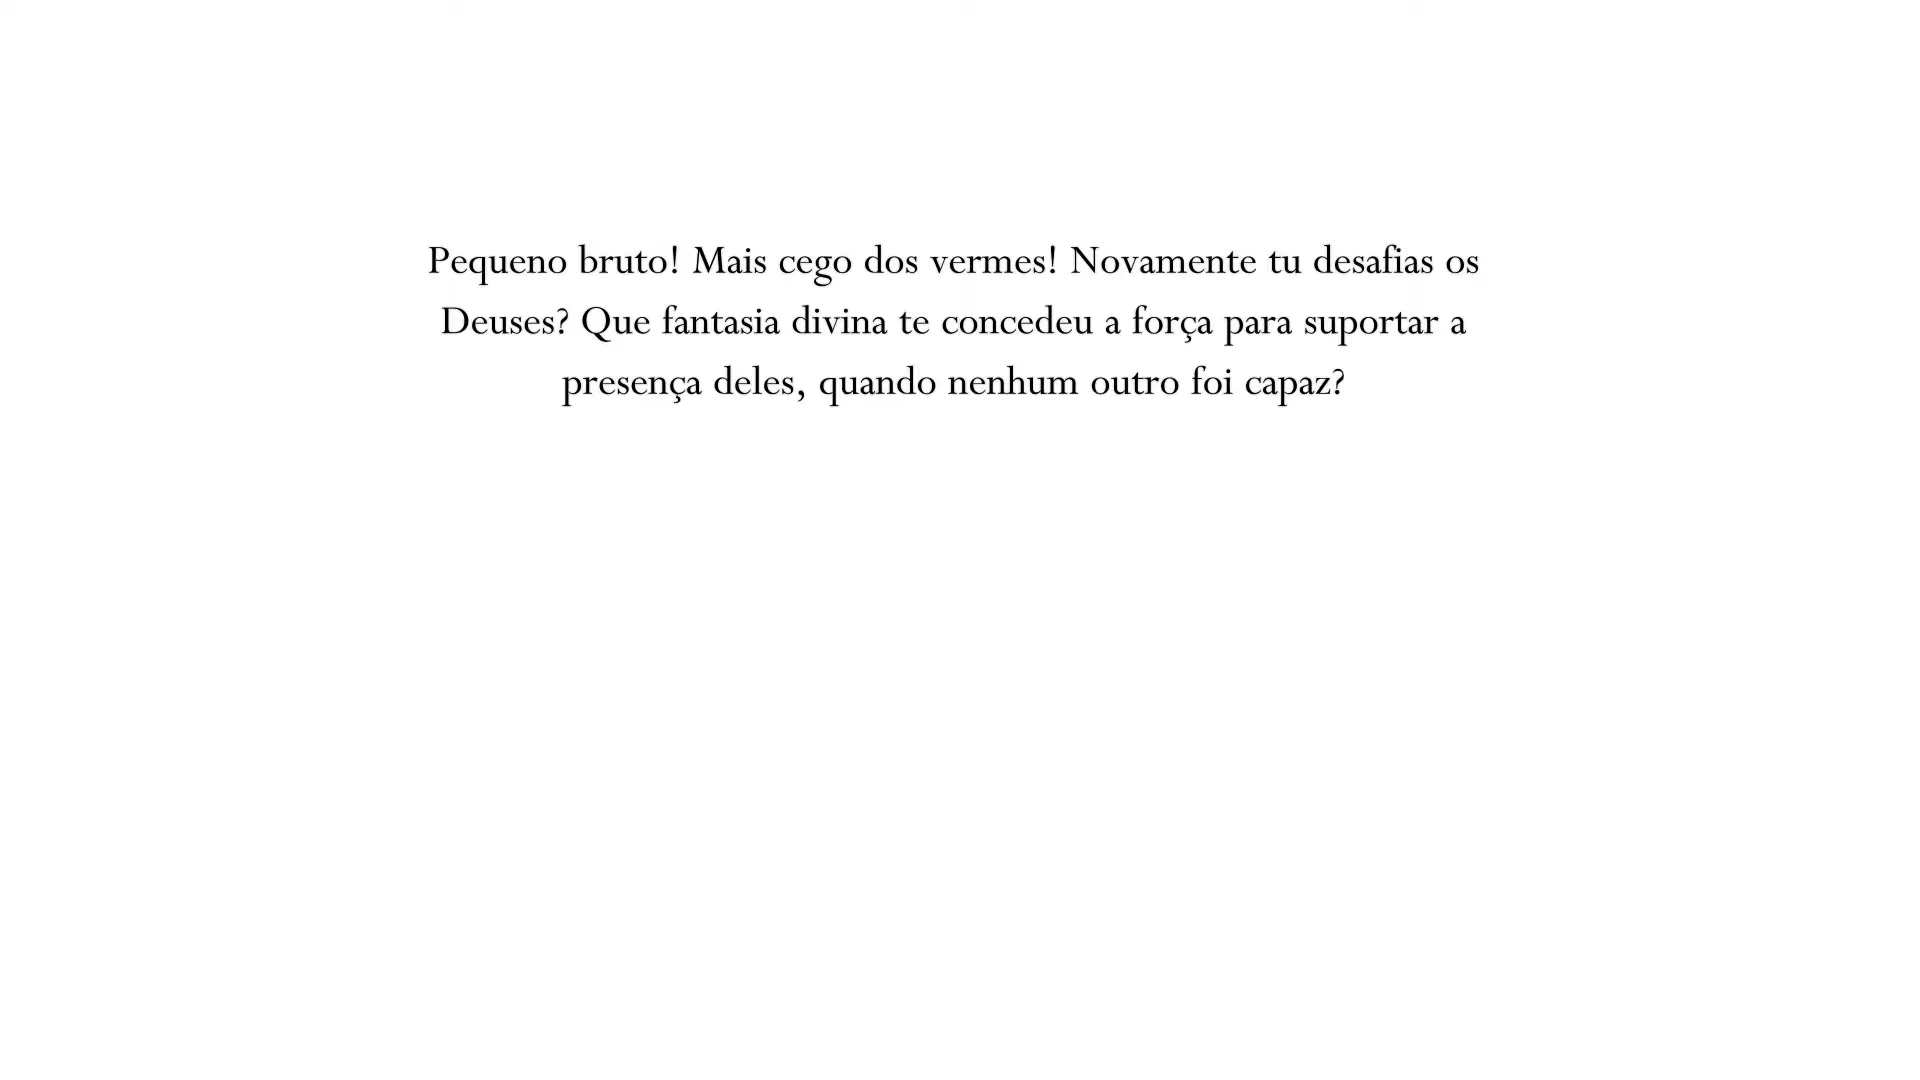 Pequeno bruto! Mais cego dos vermes! Novamente tu desafias os
Deuses? Que fantasia divina te concedeu a força para suportar a
presença deles, quando nenhum outro foi capaz?